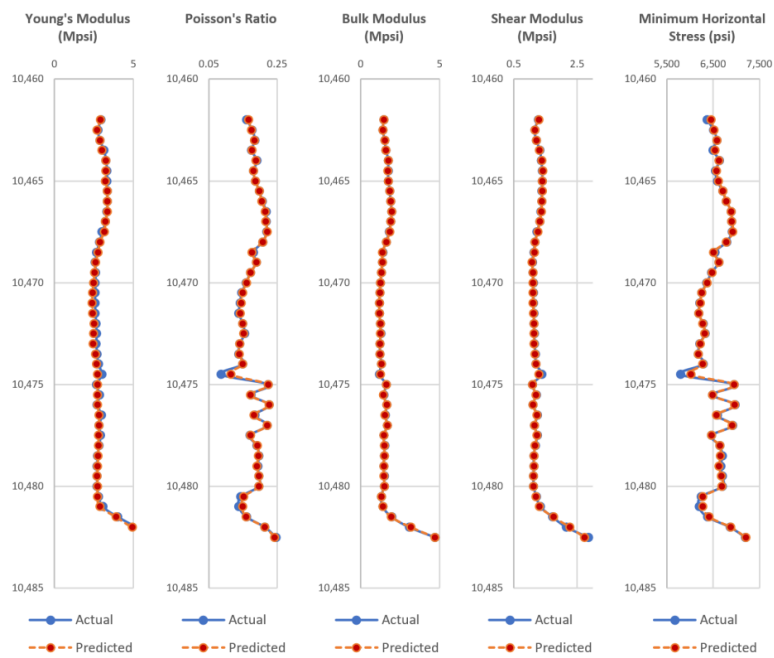 Young's Modulus
(Mpsi)
0 5
10,460
10,465
10,470
10,475
10,480
10,485
Actual
Predicted
Poisson's Ratio
0.05 0.25
10,460
10,465
10,470
10,475
10,480
10,485
Actual
Predicted
Bulk Modulus
(Mpsi)
0 5
10,460
10,465
10,470
10,475
10,480
10,485
Actual
Predicted
Shear Modulus
(Mpsi)
0.5 2.5
10,460
10,465
10,470
10,475
10,480
10,485
Actual
Predicted
Minimum Horizontal
Stress (psi)
5,500 6,500 7,500
10,460
10,465
10,470
10,475
10,480
10,485
Actual
Predicted